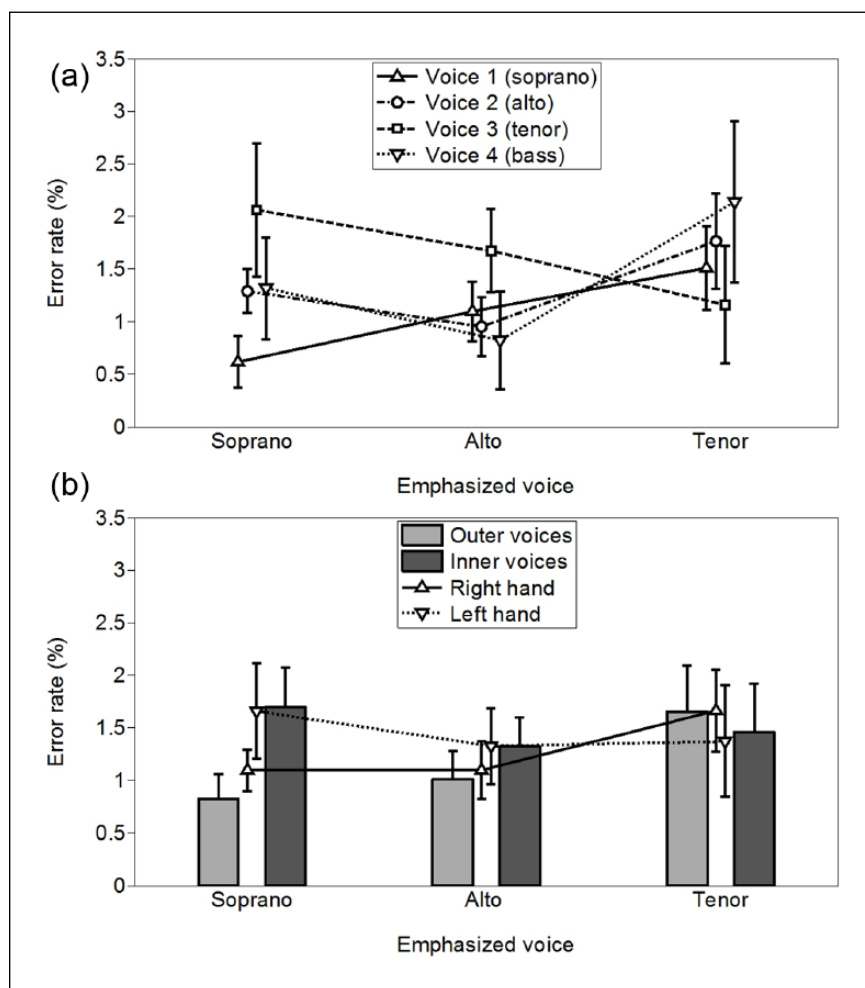 (a)
3.5
3
2.5
2
1.5
1
0.5
0
Error rate (%)
Voice 1 (soprano)
Voice 2 (alto)
Voice 3 (tenor)
Voice 4 (bass)
Soprano Alto Tenor
Emphasized voice
(b)
3.5
3
2.5
2
1.5
1
0.5
0
Error rate (%)
Outer voices
Inner voices
Right hand
Left hand
Soprano Alto Tenor
Emphasized voice